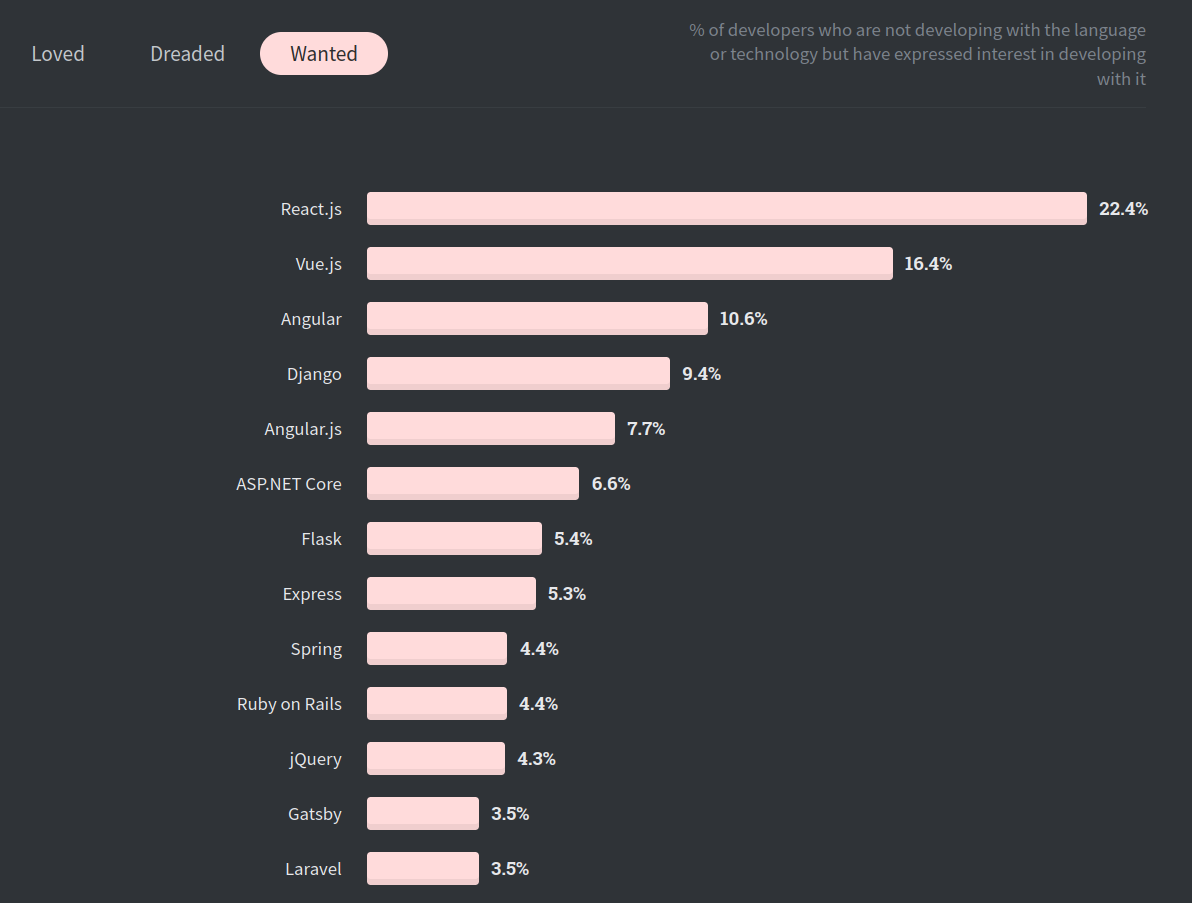 Loved Dreaded Wanted
% of developers who are not developing with the language
or technology but have expressed interest in developing
with it
React.js 22.4%
Vue.js 16.4%
Angular 10.6%
Django 9.4%
Angular.js 7.7%
ASP.NET Core 6.6%
Flask 5.4%
Express 5.3%
Spring 4.4%
Ruby on Rails 4.4%
jQuery 4.3%
Gatsby 3.5%
Laravel 3.5%